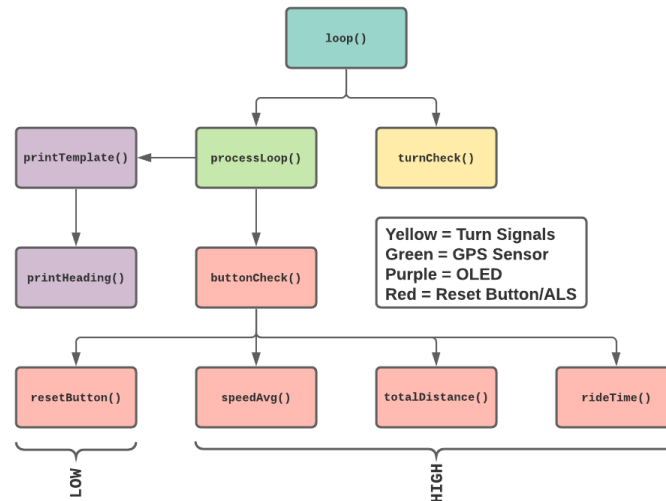 loop()
printTemplate()
processLoop()
turnCheck()
printHeading()
buttonCheck()
Yellow = Turn Signals
Green = GPS Sensor
Purple = OLED
Red = Reset Button/ALS
resetButton()
speedAvg()
totalDistance()
rideTime()
LOW
HIGH